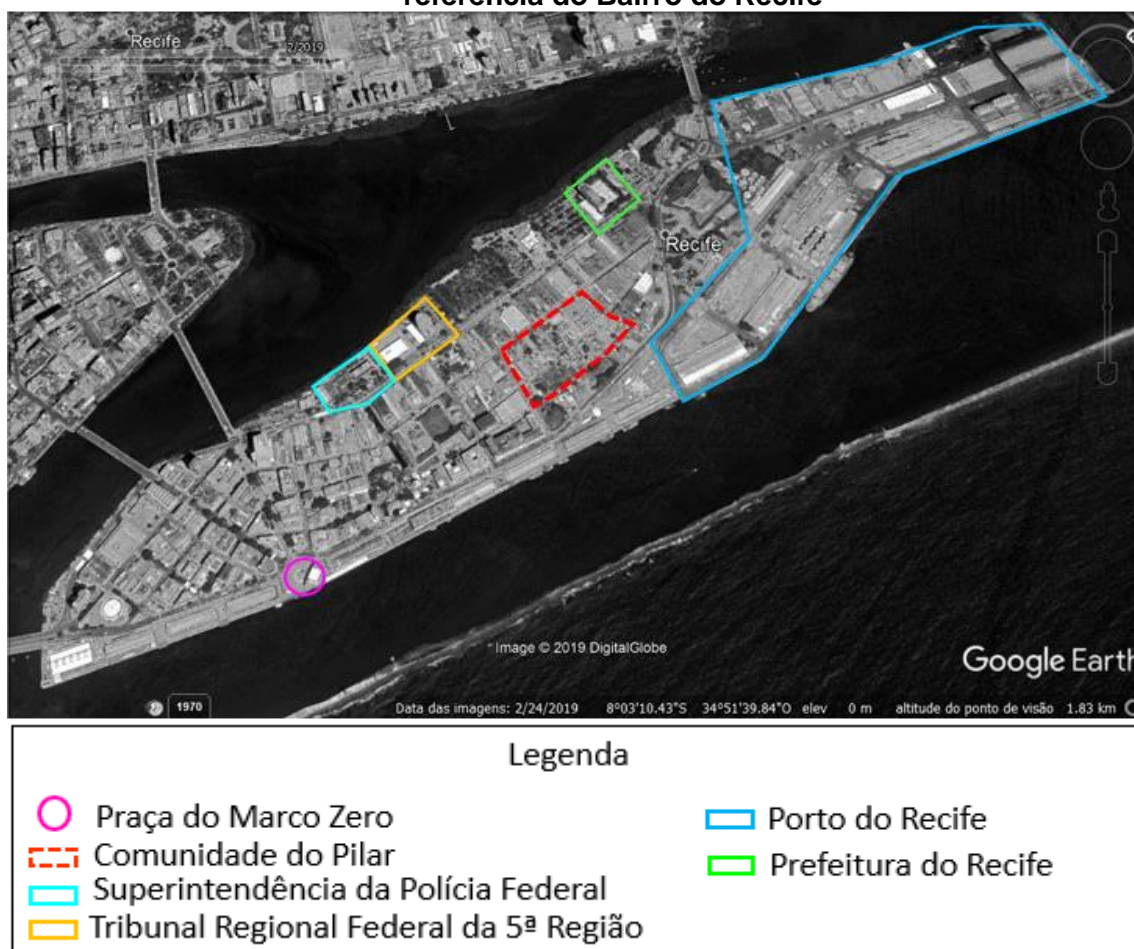 referência do Bairro do Recife
Recife
2/2019
Recife
Image © 2019 DigitalGlobe
Google Earth
1970
Data das imagens: 2/24/2019 8°03'10.43"S 34°51'39.84"O elev 0 m altitude do ponto de visão 1.83 km
Legenda
Praça do Marco Zero
Comunidade do Pilar
Superintendência da Polícia Federal
Tribunal Regional Federal da 5ª Região
Porto do Recife
Prefeitura do Recife